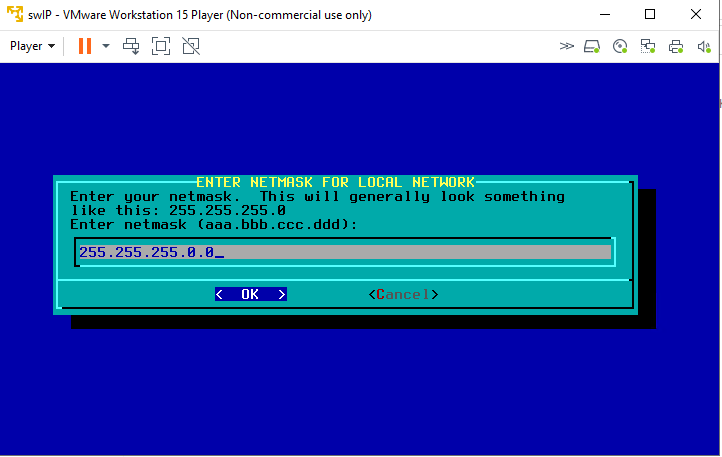 swIP - VMware Workstation 15 Player (Non-commercial use only)
Player
ENTER NETMASK FOR LOCAL NETWORK
Enter your netmask.  This will generally look something
like this: 255.255.255.0
Enter netmask (aaa.bbb.ccc.ddd):
255.255.255.0.0_
<  OK  > <Cancel>